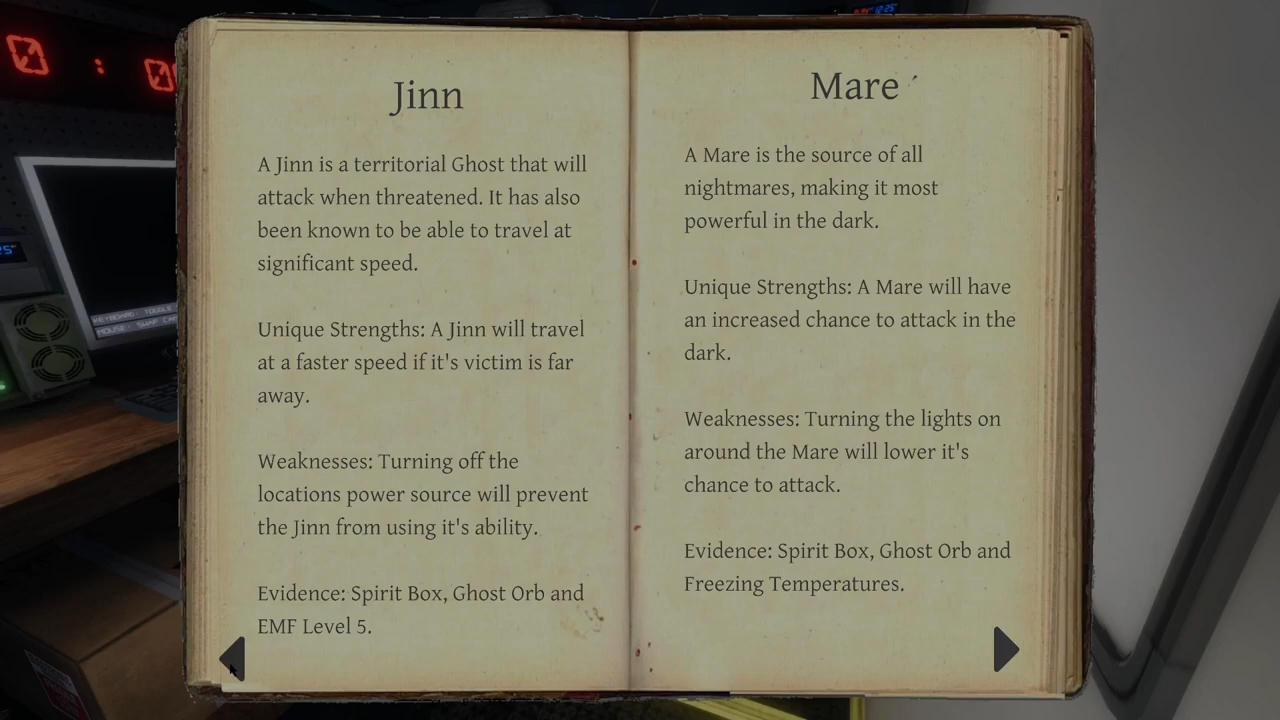 Jinn
A Jinn is a territorial Ghost that will
attack when threatened. It has also
been known to be able to travel at
significant speed.
Unique Strengths: A Jinn will travel
at a faster speed if it's victim is far
away.
Weaknesses: Turning off the
locations power source will prevent
the Jinn from using it's ability.
Evidence: Spirit Box, Ghost Orb and
EMF Level 5.
Mare
A Mare is the source of all
nightmares, making it most
powerful in the dark.
Unique Strengths: A Mare will have
an increased chance to attack in the
dark.
Weaknesses: Turning the lights on
around the Mare will lower it's
chance to attack.
Evidence: Spirit Box, Ghost Orb and
Freezing Temperatures.